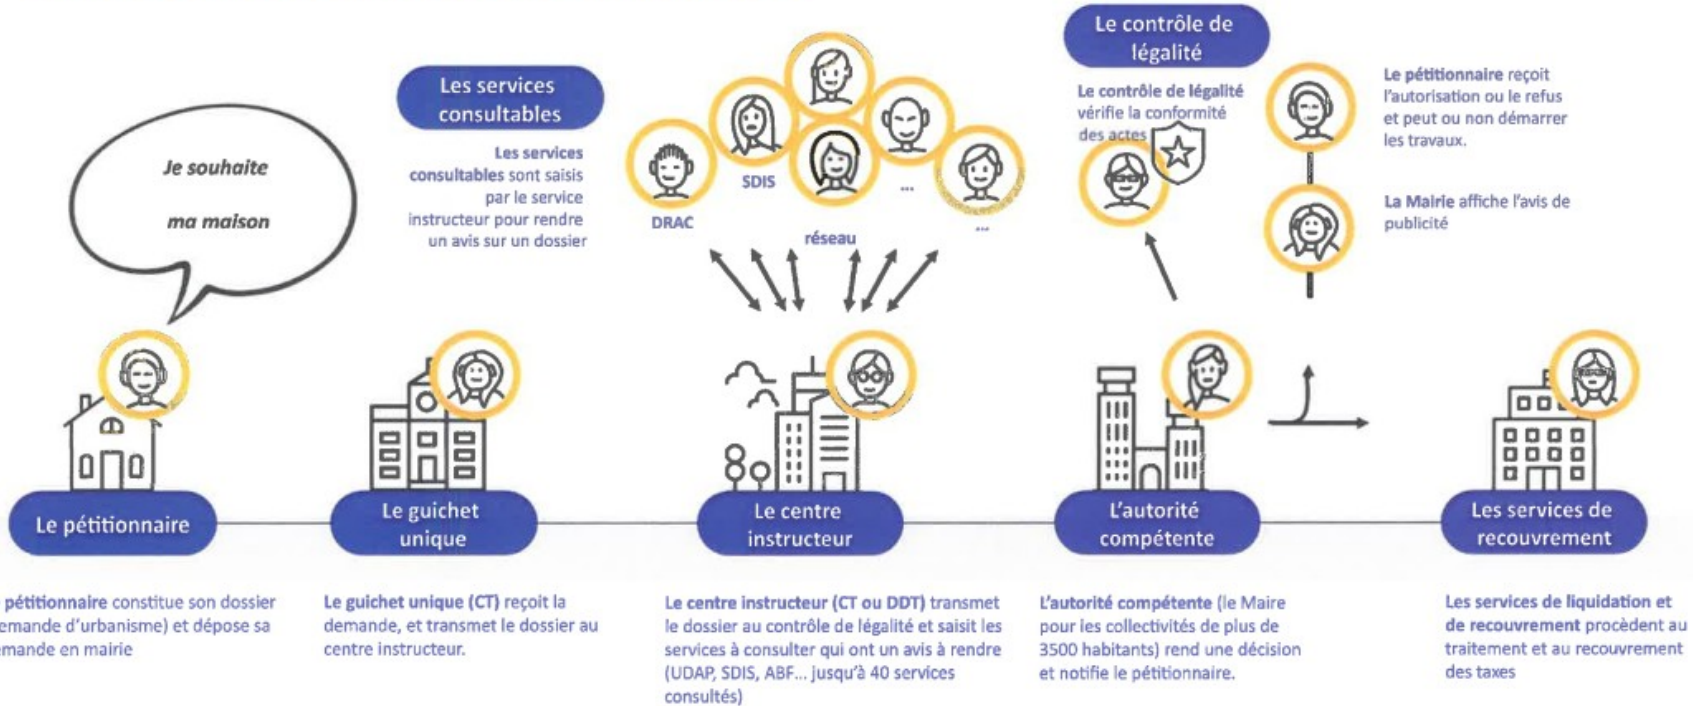 Je souhaite
ma maison
Les services
consultables
Les services
consultables sont saisis
par le service
instructeur pour rendre
un avis sur un dossier
DRAC
SDIS
réseau
...
...
Le contrôle de
légalité
Le contrôle de légalité
vérifie la conformité
des actes
Le pétitionnaire reçoit
l'autorisation ou le refus
et peut ou non démarrer
les travaux.
La Mairie affiche l'avis de
publicité
Le pétitionnaire
Le guichet
unique
Le centre
instructeur
L'autorité
compétente
Les services de
recouvrement
pétitionnaire constitue son dossier
emande d'urbanisme) et dépose sa
emande en mairie
Le guichet unique (CT) reçoit la
demande, et transmet le dossier au
centre instructeur.
Le centre instructeur (CT ou DDT) transmet
le dossier au contrôle de légalité et saisit les
services à consulter qui ont un avis à rendre
(UDAP, SDIS, ABF... jusqu'à 40 services
consultés)
L'autorité compétente (le Maire
pour les collectivités de plus de
3500 habitants) rend une décision
et notifie le pétitionnaire.
Les services de liquidation et
de recouvrement procèdent au
traitement et au recouvrement
des taxes